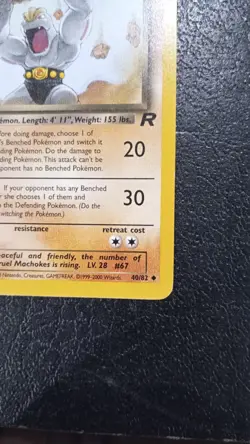 émon. Length: 4' 11", Weight: 155 lbs.
R
fore doing damage, choose 1 of
's Benched Pokémon and switch it
ding Pokémon. Do the damage to
ding Pokémon. This attack can't be
ponent has no Benched Pokémon.
20
If your opponent has any Benched
r she chooses 1 of them and
the Defending Pokémon. (Do the
witching the Pokémon.)
30
resistance
retreat cost
aceful and friendly, the number of
ruel Machokes is rising. LV. 28 #67
Nintendo, Creatures, GAMEFREAK. ©1999-2000 Wizards.
40/82